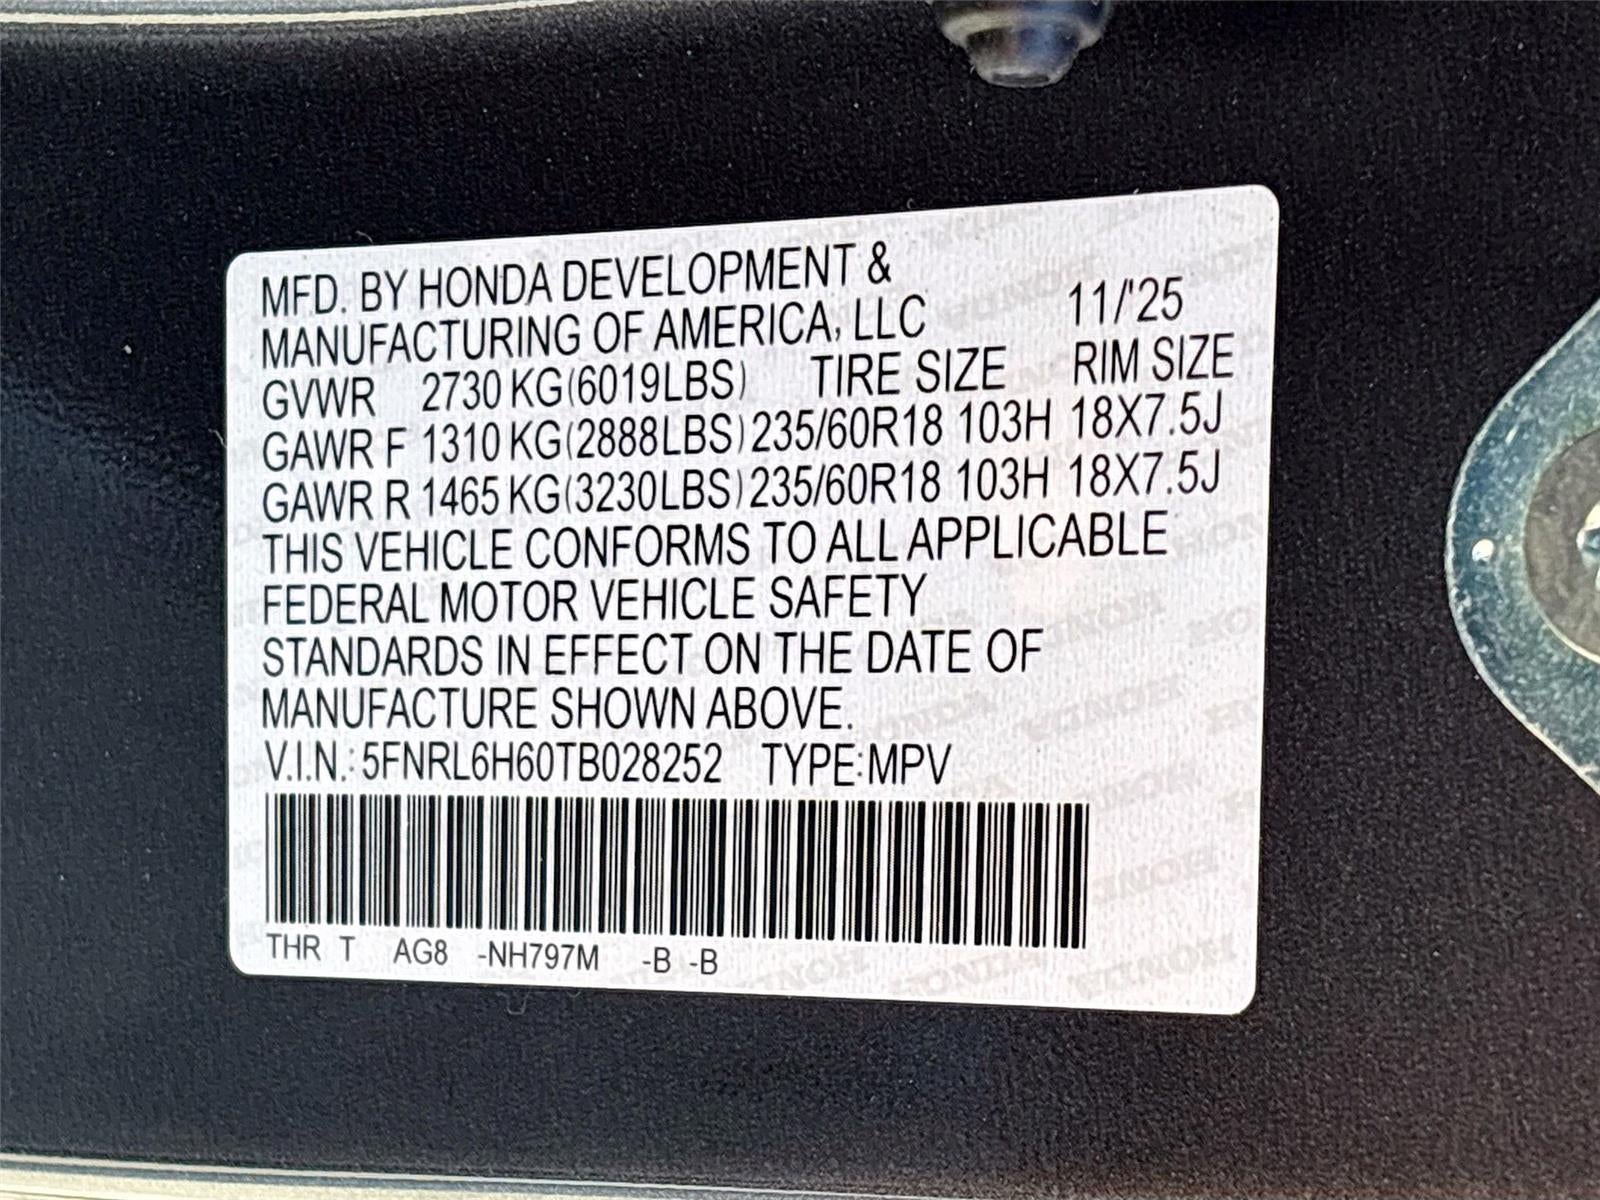 MFD. BY HONDA DEVELOPMENT &
MANUFACTURING OF AMERICA, LLC 11/'25
GVWR 2730 KG(6019LBS) TIRE SIZE RIM SIZE
GAWR F 1310 KG(2888LBS) 235/60R18 103H 18X7.5J
GAWR R 1465 KG(3230LBS) 235/60R18 103H 18X7.5J
THIS VEHICLE CONFORMS TO ALL APPLICABLE
FEDERAL MOTOR VEHICLE SAFETY
STANDARDS IN EFFECT ON THE DATE OF
MANUFACTURE SHOWN ABOVE.
V.I.N.: 5FNRL6H60TB028252 TYPE:MPV
THR T AG8 -NH797M -B -B